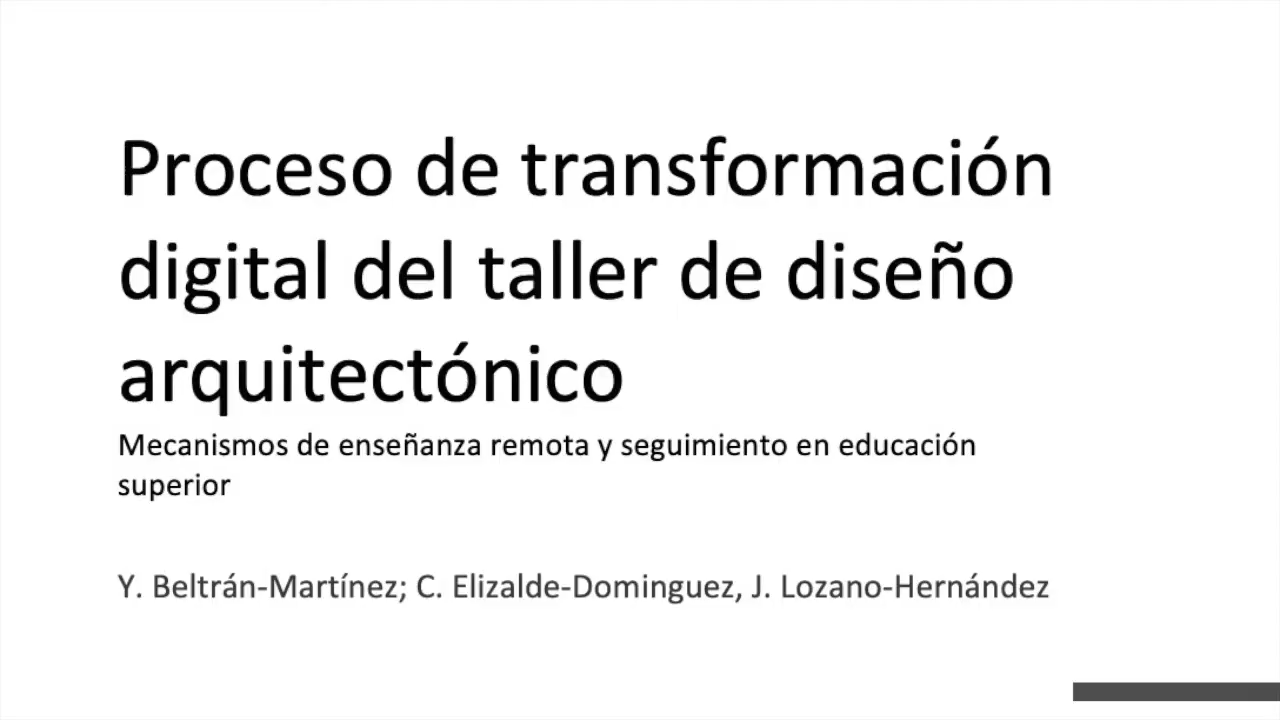 Proceso de transformación
digital del taller de diseño
arquitectónico
Mecanismos de enseñanza remota y seguimiento en educación
superior
Y. Beltrán-Martínez; C. Elizalde-Dominguez, J. Lozano-Hernández